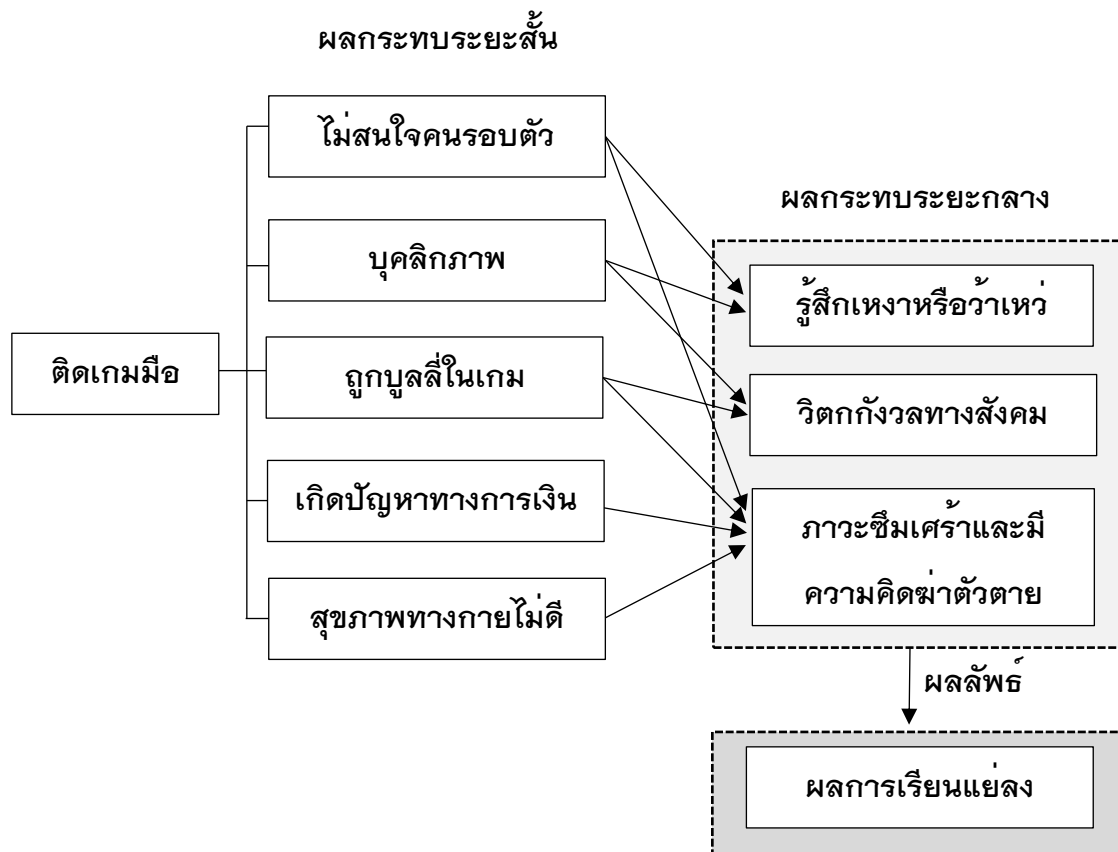 ผลกระทบระยะสั้น
ไม่สนใจคนรอบตัว
ผลกระทบระยะกลาง
บุคลิกภาพ
รู้สึกเหงาหรือว้าเหว่
ติดเกมมือ
ถูกบูลลี่ในเกม
วิตกกังวลทางสังคม
เกิดปัญหาทางการเงิน
ภาวะซึมเศร้าและมี
ความคิดฆ่าตัวตาย
สุขภาพทางกายไม่ดี
ผลลัพธ์
ผลการเรียนแย่ลง